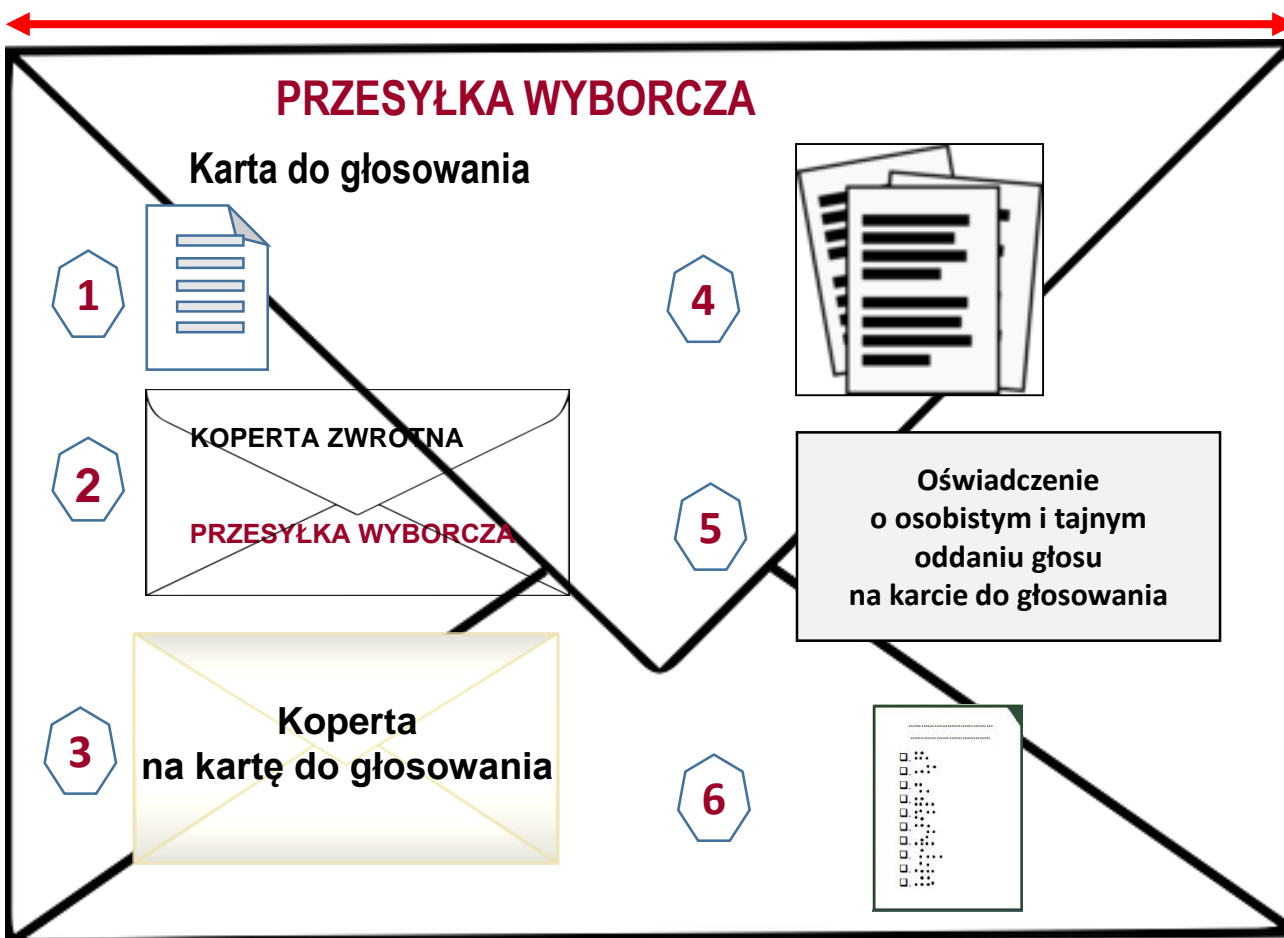 PRZESYŁKA WYBORCZA
Karta do głosowania
1
2
KOPERTA ZWROTNA
PRZESYŁKA WYBORCZA
3
Koperta
na kartę do głosowania
4
5
Oświadczenie
o osobistym i tajnym
oddaniu głosu
na karcie do głosowania
6